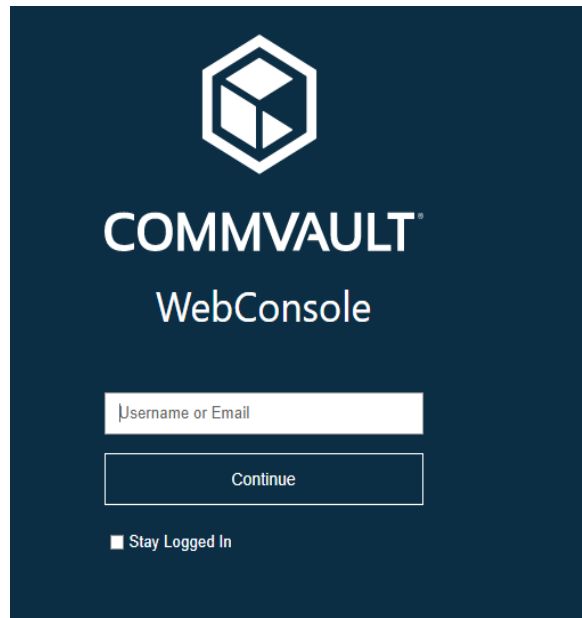 COMMVAULT®
WebConsole
Username or Email
Continue
Stay Logged In